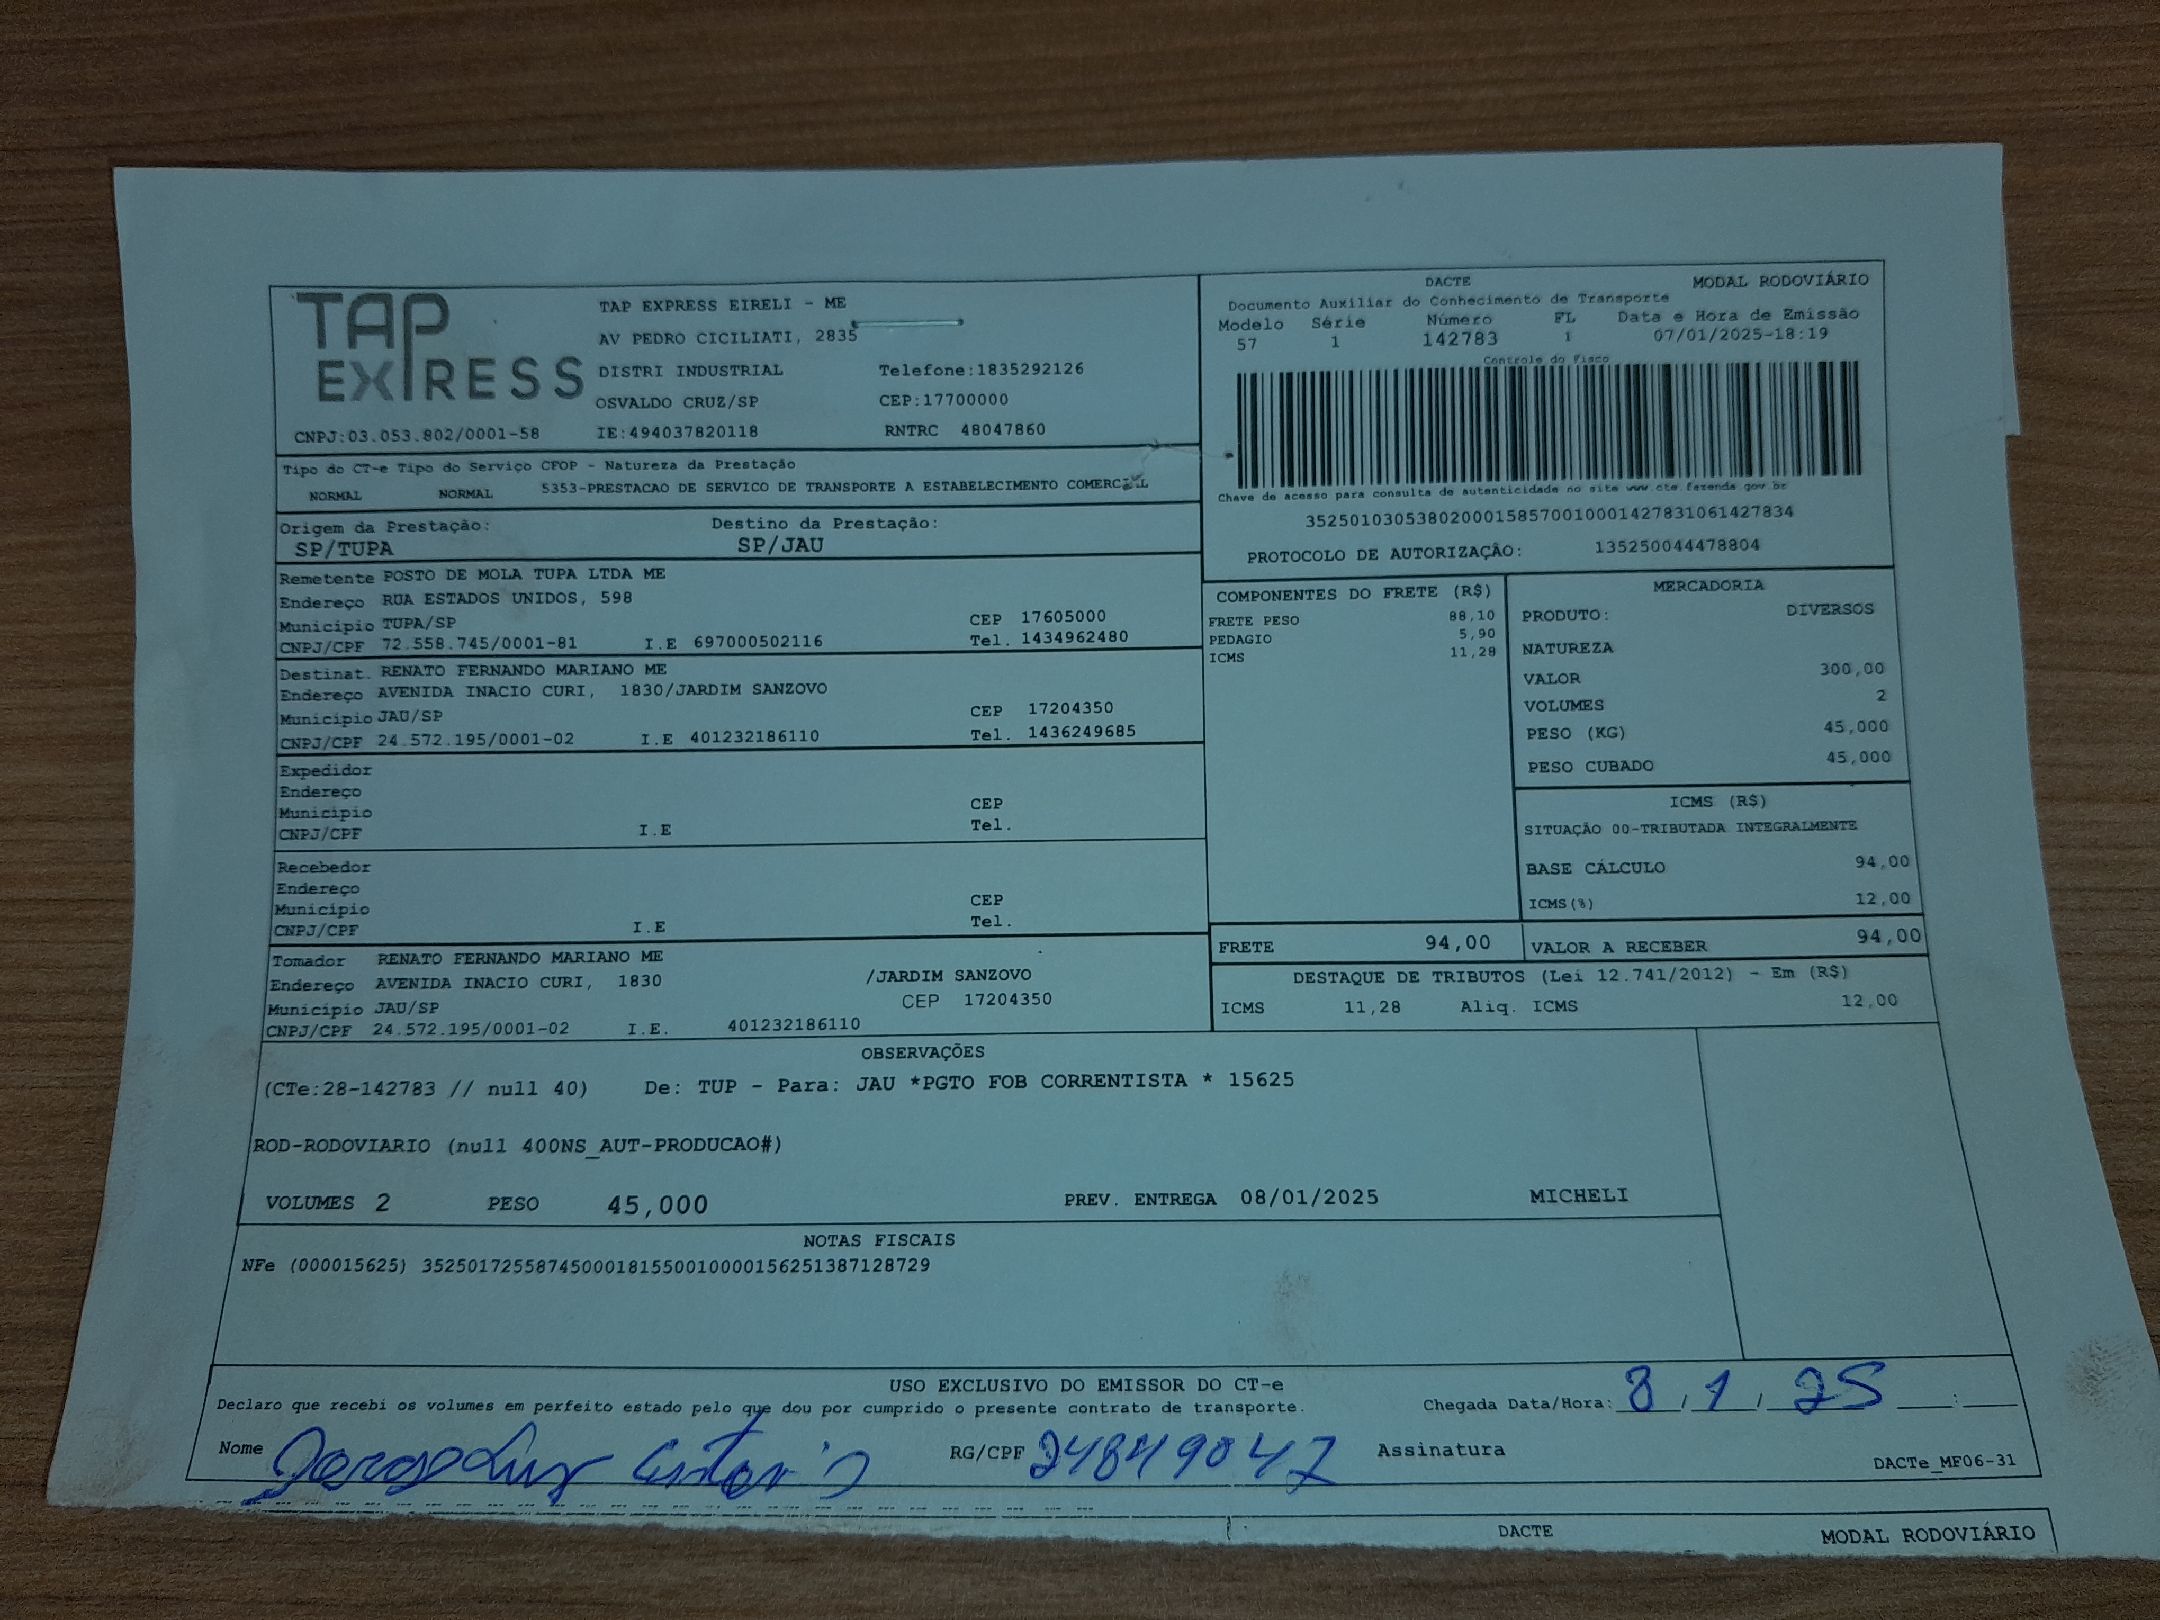 TAP EXPRESS
TAP EXPRESS EIRELI - ME
AV PEDRO CICILIATI, 2835
DISTRI INDUSTRIAL Telefone:1835292126
OSVALDO CRUZ/SP CEP:17700000
CNPJ:03.053.802/0001-58 IE:494037820118 RNTRC 48047860
DACTE MODAL RODOVIÁRIO
Documento Auxiliar do Conhecimento de Transporte
Modelo Série Número FL Data e Hora de Emissão
57 1 142783 1 07/01/2025-18:19
Controle do Fisco
Chave de acesso para consulta de autenticidade no site www.cte.fazenda.gov.br
35250103053802000158570010001427831061427834
PROTOCOLO DE AUTORIZAÇÃO: 135250044478804
Tipo do CT-e Tipo do Serviço CFOP - Natureza da Prestação
NORMAL NORMAL 5353-PRESTACAO DE SERVICO DE TRANSPORTE A ESTABELECIMENTO COMERCIAL
Origem da Prestação: Destino da Prestação:
SP/TUPA SP/JAU
Remetente POSTO DE MOLA TUPA LTDA ME
Endereço RUA ESTADOS UNIDOS, 598
Município TUPA/SP CEP 17605000
CNPJ/CPF 72.558.745/0001-81 I.E 697000502116 Tel. 1434962480
Destinat. RENATO FERNANDO MARIANO ME
Endereço AVENIDA INACIO CURI, 1830/JARDIM SANZOVO
Município JAU/SP CEP 17204350
CNPJ/CPF 24.572.195/0001-02 I.E 401232186110 Tel. 1436249685
Expedidor
Endereço
Município CEP
CNPJ/CPF I.E Tel.
Recebedor
Endereço
Município CEP
CNPJ/CPF I.E Tel.
Tomador RENATO FERNANDO MARIANO ME
Endereço AVENIDA INACIO CURI, 1830 /JARDIM SANZOVO
Município JAU/SP CEP 17204350
CNPJ/CPF 24.572.195/0001-02 I.E. 401232186110
COMPONENTES DO FRETE (R$)
FRETE PESO 88,10
PEDAGIO 5,90
ICMS 11,28
MERCADORIA
PRODUTO: DIVERSOS
NATUREZA
VALOR 300,00
VOLUMES 2
PESO (KG) 45,000
PESO CUBADO 45,000
ICMS (R$)
SITUAÇÃO 00-TRIBUTADA INTEGRALMENTE
BASE CÁLCULO 94,00
ICMS(%) 12,00
FRETE 94,00 VALOR A RECEBER 94,00
DESTAQUE DE TRIBUTOS (Lei 12.741/2012) - Em (R$)
ICMS 11,28 Aliq. ICMS 12,00
OBSERVAÇÕES
(CTe:28-142783 // null 40) De: TUP - Para: JAU *PGTO FOB CORRENTISTA * 15625
ROD-RODOVIARIO (null 400NS_AUT-PRODUCAO#)
VOLUMES 2 PESO 45,000 PREV. ENTREGA 08/01/2025 MICHELI
NOTAS FISCAIS
NFe (000015625) 35250172558745000181550010000156251387128729
USO EXCLUSIVO DO EMISSOR DO CT-e
Declaro que recebi os volumes em perfeito estado pelo que dou por cumprido o presente contrato de transporte. Chegada Data/Hora: 8 / 1 / 25 :
Nome RG/CPF 24849047 Assinatura
DACTe_MF06-31
DACTE MODAL RODOVIÁRIO